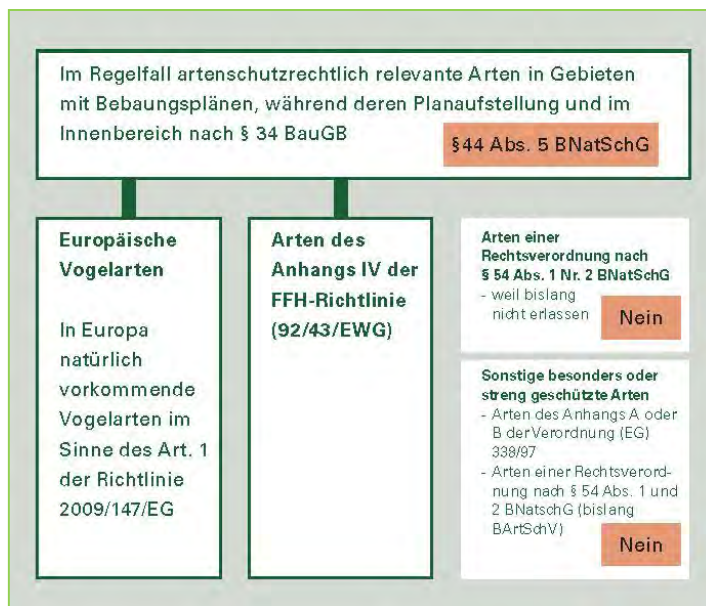 Im Regelfall artenschutzrechtlich relevante Arten in Gebieten
mit Bebaungsplänen, während deren Planaufstellung und im
Innenbereich nach § 34 BauGB
§44 Abs. 5 BNatSchG
Europäische
Vogelarten
In Europa
natürlich
vorkommende
Vogelarten im
Sinne des Art. 1
der Richtlinie
2009/147/EG
Arten des
Anhangs IV der
FFH-Richtlinie
(92/43/EWG)
Arten einer
Rechtsverordnung nach
§ 54 Abs. 1 Nr. 2 BNatSchG
- weil bislang
nicht erlassen
Nein
Sonstige besonders oder
streng geschützte Arten
- Arten des Anhangs A oder
B der Verordnung (EG)
338/97
- Arten einer Rechtsverord-
nung nach § 54 Abs. 1 und
2 BNatschG (bislang
BArtSchV)
Nein